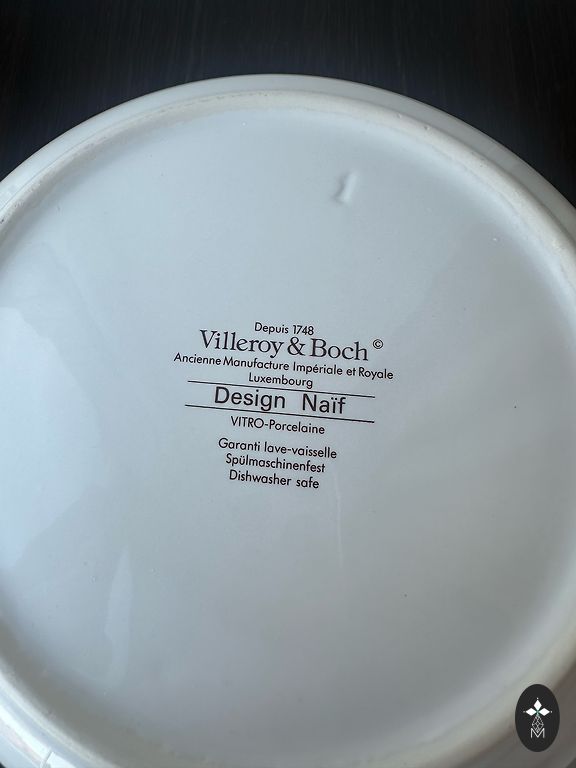 1
Depuis 1748
Villeroy & Boch ©
Ancienne Manufacture Impériale et Royale
Luxembourg
Design Naïf
VITRO-Porcelaine
Garanti lave-vaisselle
Spülmaschinenfest
Dishwasher safe
M